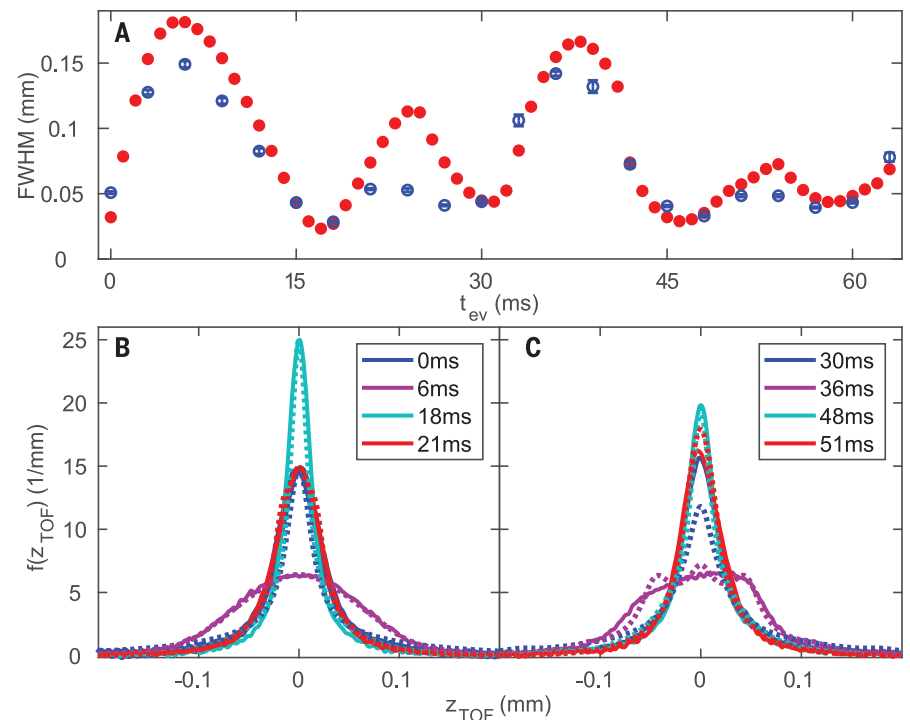 A
FWHM (mm)
0.15
0.1
0.05
0
0 15 30 45 60
t_ev (ms)
B
0ms
6ms
18ms
21ms
C
30ms
36ms
48ms
51ms
f(z_TOF) (1/mm)
25
20
15
10
5
0
-0.1 0 0.1 -0.1 0 0.1
z_TOF (mm)